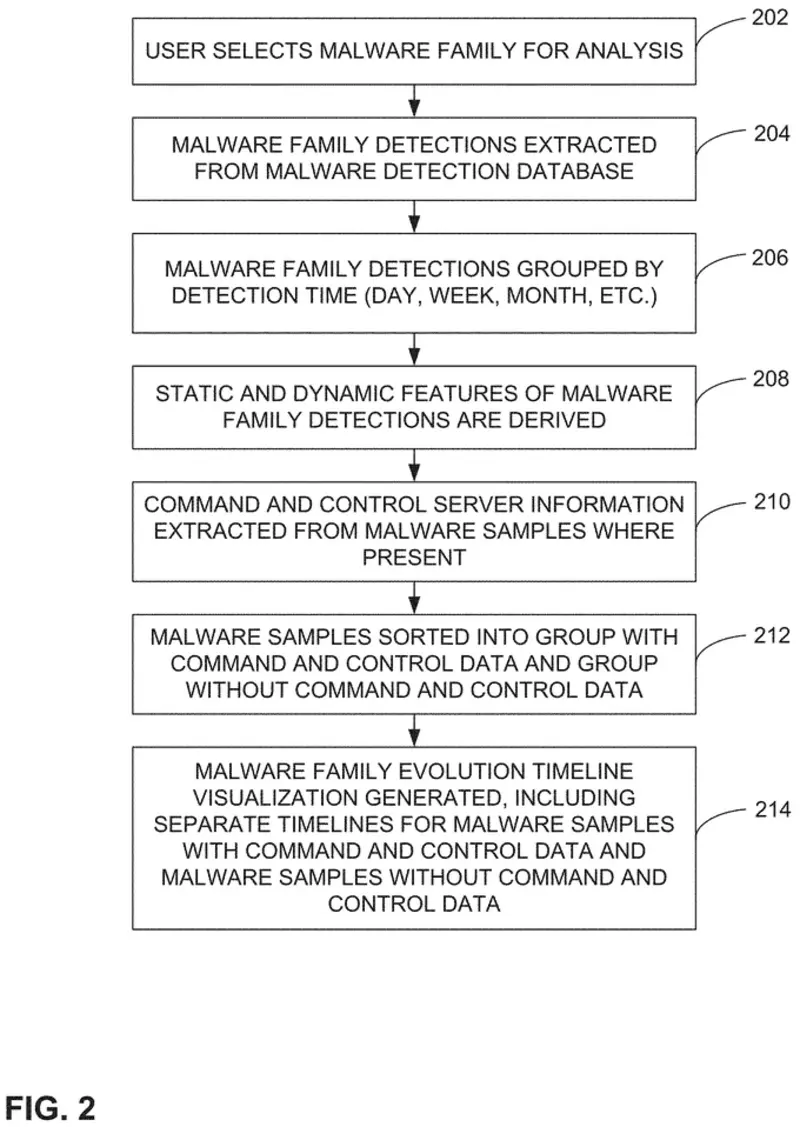 202
USER SELECTS MALWARE FAMILY FOR ANALYSIS
204
MALWARE FAMILY DETECTIONS EXTRACTED
FROM MALWARE DETECTION DATABASE
206
MALWARE FAMILY DETECTIONS GROUPED BY
DETECTION TIME (DAY, WEEK, MONTH, ETC.)
208
STATIC AND DYNAMIC FEATURES OF MALWARE
FAMILY DETECTIONS ARE DERIVED
210
COMMAND AND CONTROL SERVER INFORMATION
EXTRACTED FROM MALWARE SAMPLES WHERE
PRESENT
212
MALWARE SAMPLES SORTED INTO GROUP WITH
COMMAND AND CONTROL DATA AND GROUP
WITHOUT COMMAND AND CONTROL DATA
214
MALWARE FAMILY EVOLUTION TIMELINE
VISUALIZATION GENERATED, INCLUDING
SEPARATE TIMELINES FOR MALWARE SAMPLES
WITH COMMAND AND CONTROL DATA AND
MALWARE SAMPLES WITHOUT COMMAND AND
CONTROL DATA
FIG. 2